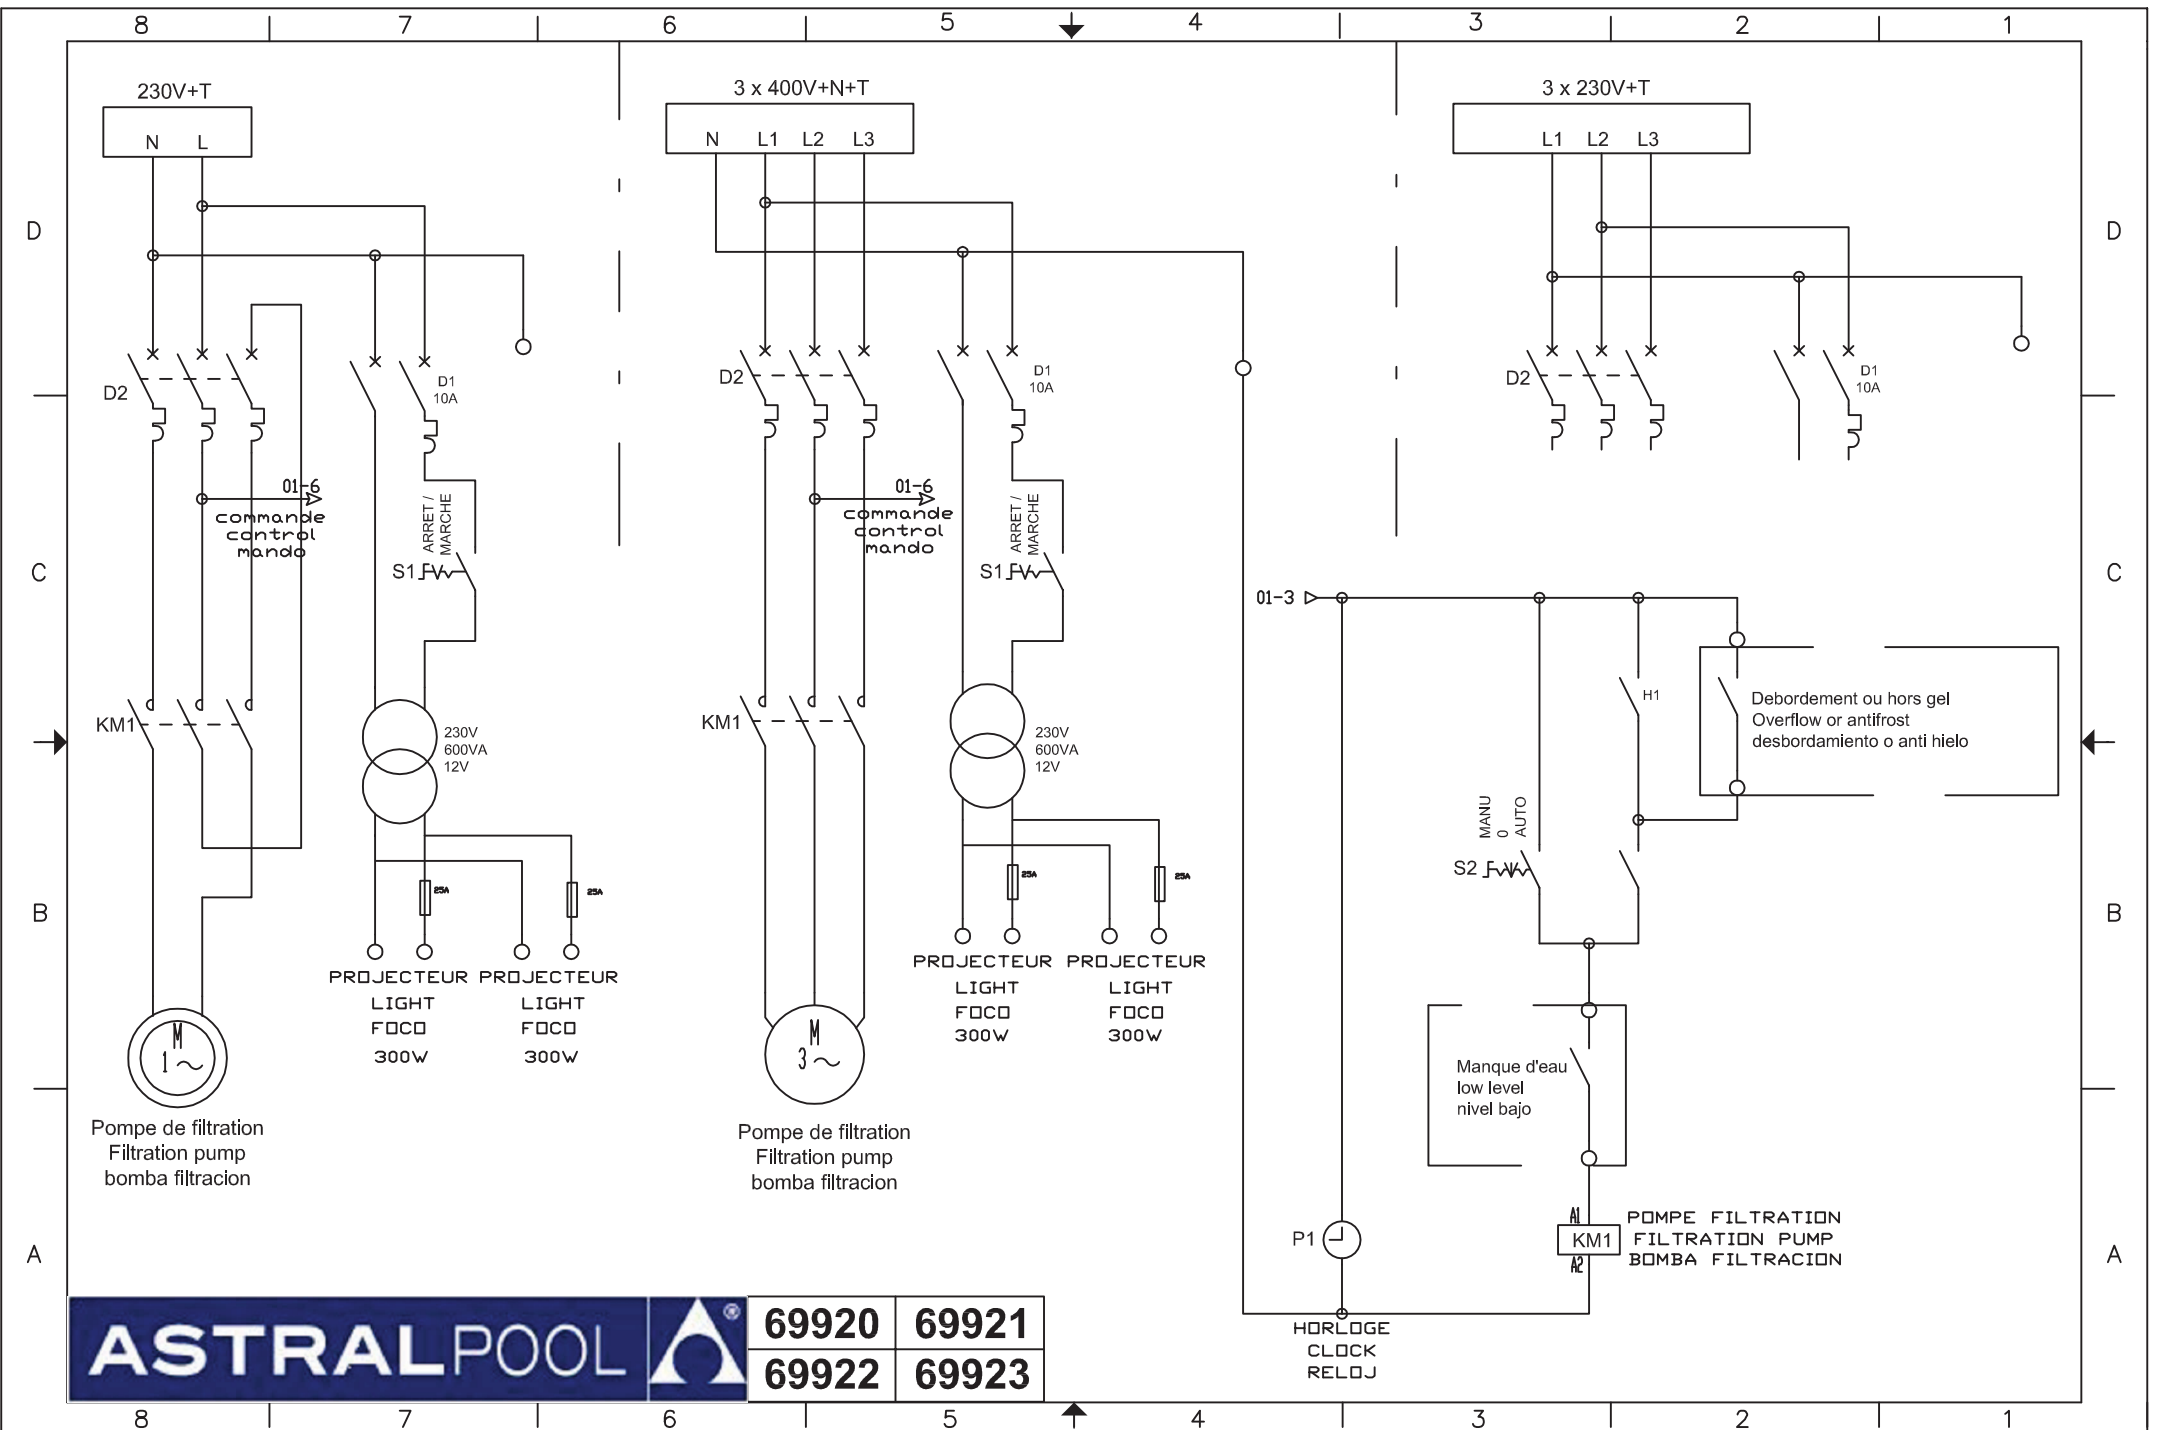 8 7 6 5 4 3 2 1
230V+T
N L
D2
D1
10A
01-6
commande
control
mando
ARRET /
MARCHE
S1
KM1
230V
600VA
12V
25A 25A
PROJECTEUR PROJECTEUR
LIGHT LIGHT
FOCO FOCO
300W 300W
M
1
Pompe de filtration
Filtration pump
bomba filtracion
3 x 400V+N+T
N L1 L2 L3
D2
D1
10A
01-6
commande
control
mando
ARRET /
MARCHE
S1
KM1
230V
600VA
12V
25A 25A
PROJECTEUR PROJECTEUR
LIGHT LIGHT
FOCO FOCO
300W 300W
M
3
Pompe de filtration
Filtration pump
bomba filtracion
3 x 230V+T
L1 L2 L3
D2
D1
10A
01-3
H1
Debordement ou hors gel
Overflow or antifrost
desbordamiento o anti hielo
MANU
0
AUTO
S2
Manque d'eau
low level
nivel bajo
P1
A1
KM1
A2
POMPE FILTRATION
FILTRATION PUMP
BOMBA FILTRACION
HORLOGE
CLOCK
RELOJ
D D
C C
B B
A A
ASTRALPOOL ®
69920 69921
69922 69923
8 7 6 5 4 3 2 1